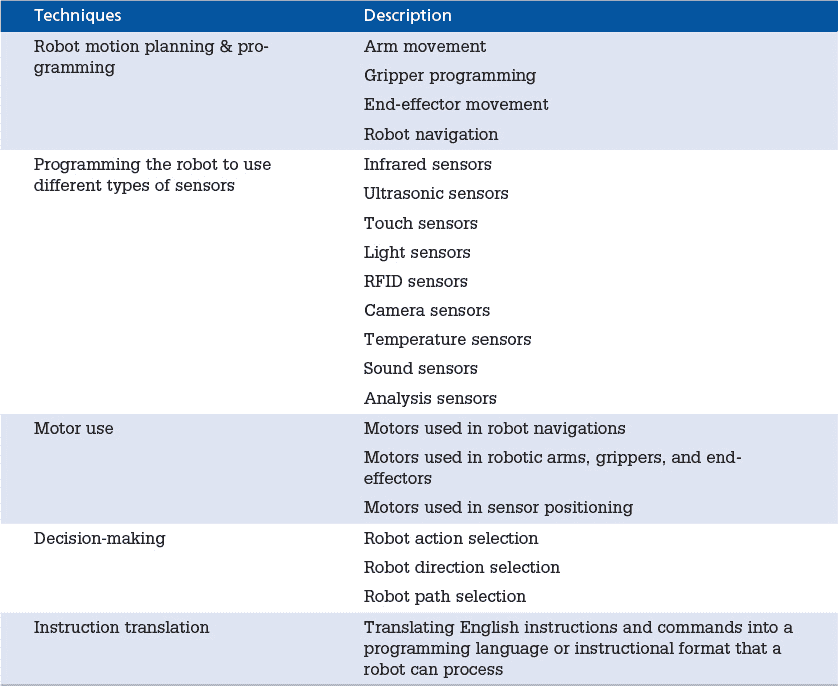 Techniques Description
Robot motion planning & pro-
gramming
Arm movement
Gripper programming
End-effector movement
Robot navigation
Programming the robot to use
different types of sensors
Infrared sensors
Ultrasonic sensors
Touch sensors
Light sensors
RFID sensors
Camera sensors
Temperature sensors
Sound sensors
Analysis sensors
Motor use
Motors used in robot navigations
Motors used in robotic arms, grippers, and end-
effectors
Motors used in sensor positioning
Decision-making
Robot action selection
Robot direction selection
Robot path selection
Instruction translation
Translating English instructions and commands into a
programming language or instructional format that a
robot can process